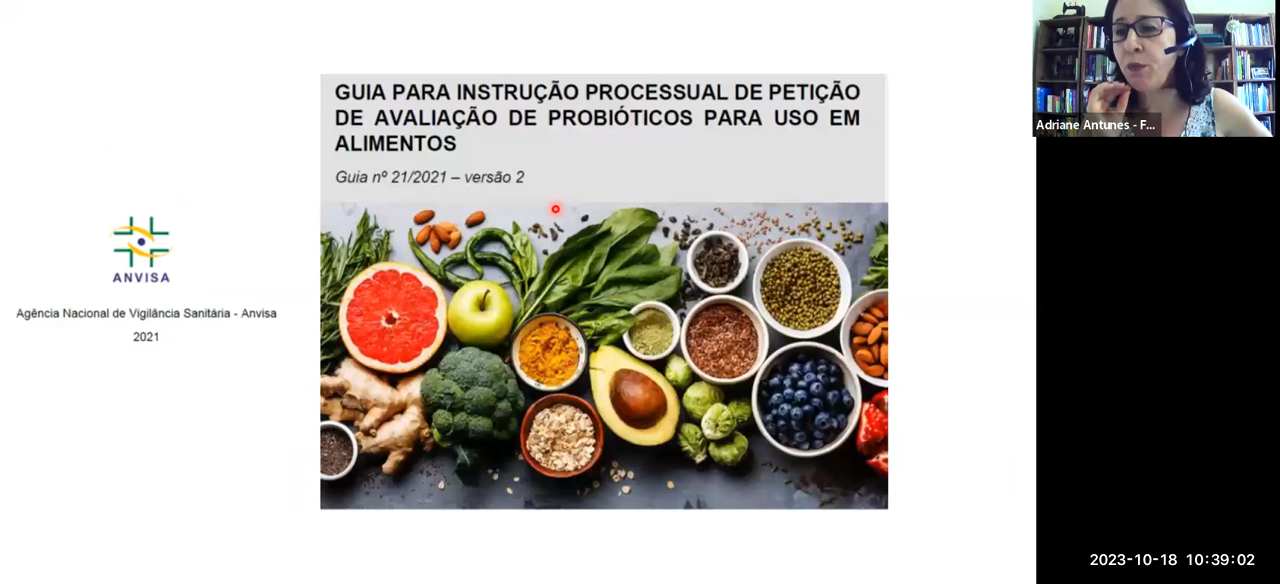 GUIA PARA INSTRUÇÃO PROCESSUAL DE PETIÇÃO
DE AVALIAÇÃO DE PROBIÓTICOS PARA USO EM
ALIMENTOS
Guia nº 21/2021 – versão 2
ANVISA
Agência Nacional de Vigilância Sanitária - Anvisa
2021
Adriane Antunes - F...
2023-10-18 10:39:02